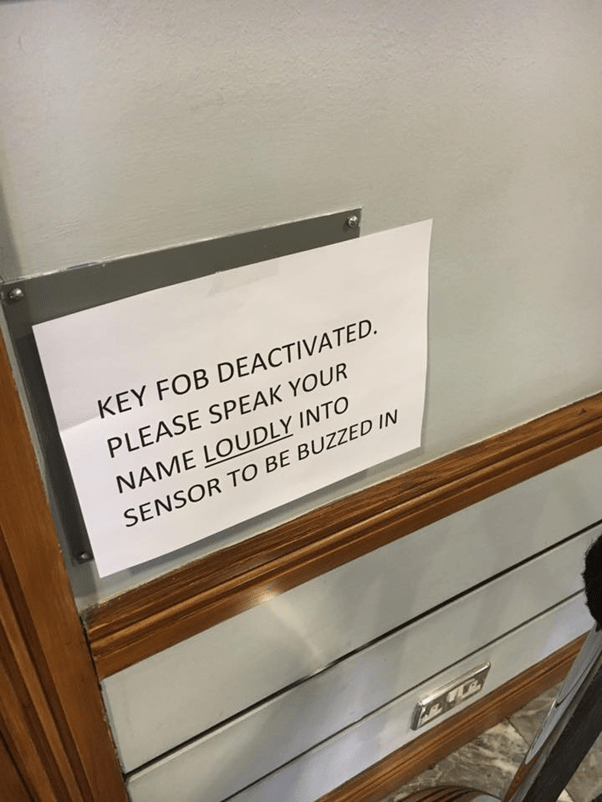 KEY FOB DEACTIVATED.
PLEASE SPEAK YOUR
NAME LOUDLY INTO
SENSOR TO BE BUZZED IN